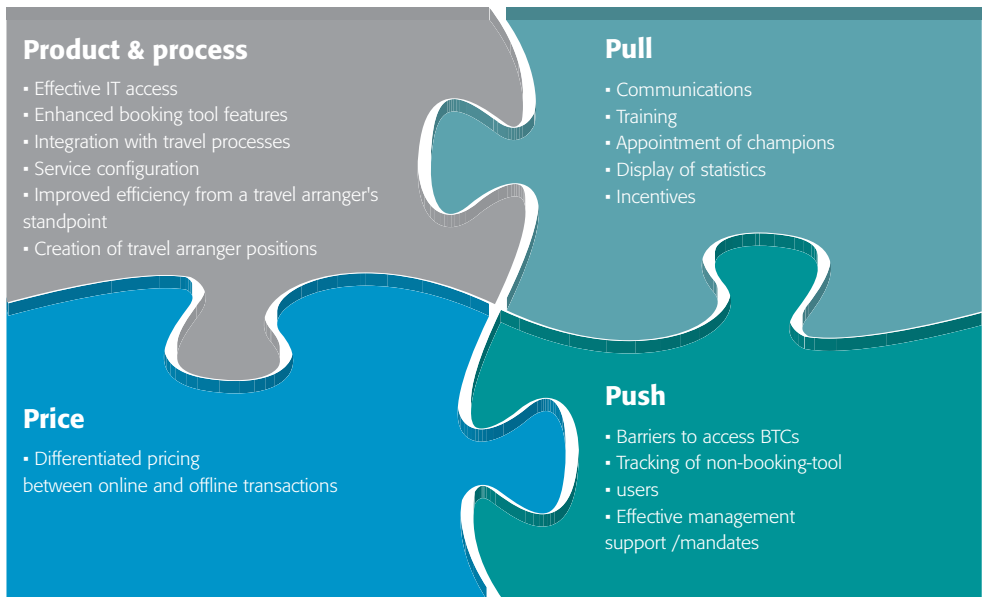 Product & process
▪ Effective IT access
▪ Enhanced booking tool features
▪ Integration with travel processes
▪ Service configuration
▪ Improved efficiency from a travel arranger's
standpoint
▪ Creation of travel arranger positions
Pull
▪ Communications
▪ Training
▪ Appointment of champions
▪ Display of statistics
▪ Incentives
Price
▪ Differentiated pricing
between online and offline transactions
Push
▪ Barriers to access BTCs
▪ Tracking of non-booking-tool
▪ users
▪ Effective management
support /mandates